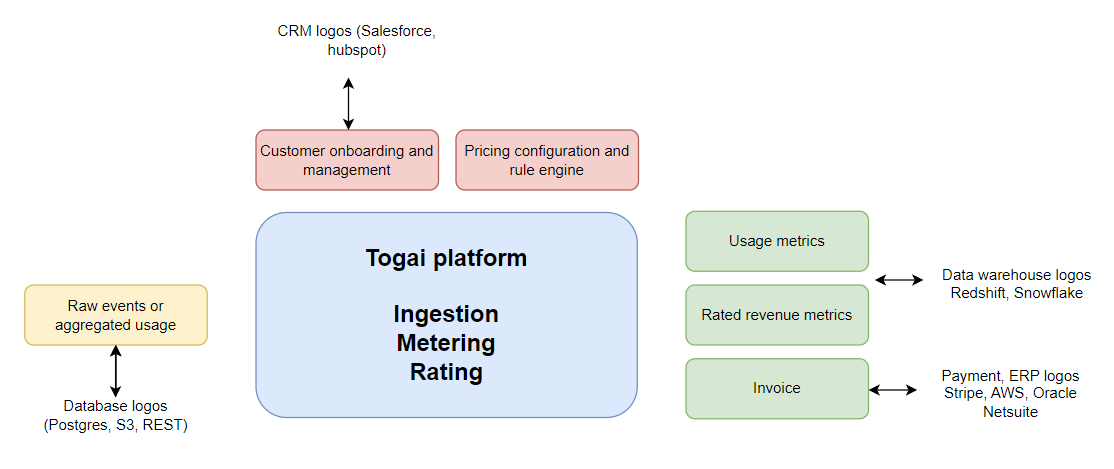 CRM logos (Salesforce,
hubspot)
Customer onboarding and
management
Pricing configuration and
rule engine
Togai platform
Ingestion
Metering
Rating
Raw events or
aggregated usage
Database logos
(Postgres, S3, REST)
Usage metrics
Rated revenue metrics
Invoice
Data warehouse logos
Redshift, Snowflake
Payment, ERP logos
Stripe, AWS, Oracle
Netsuite